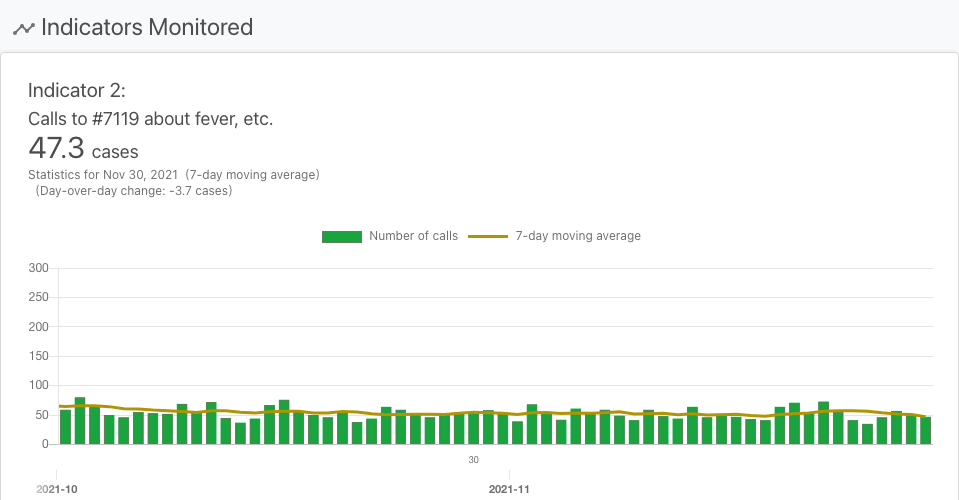 Indicators Monitored
Indicator 2:
Calls to #7119 about fever, etc.
47.3 cases
Statistics for Nov 30, 2021 (7-day moving average)
(Day-over-day change: -3.7 cases)
Number of calls 7-day moving average
300
250
200
150
100
50
0
30
2021-10 2021-11